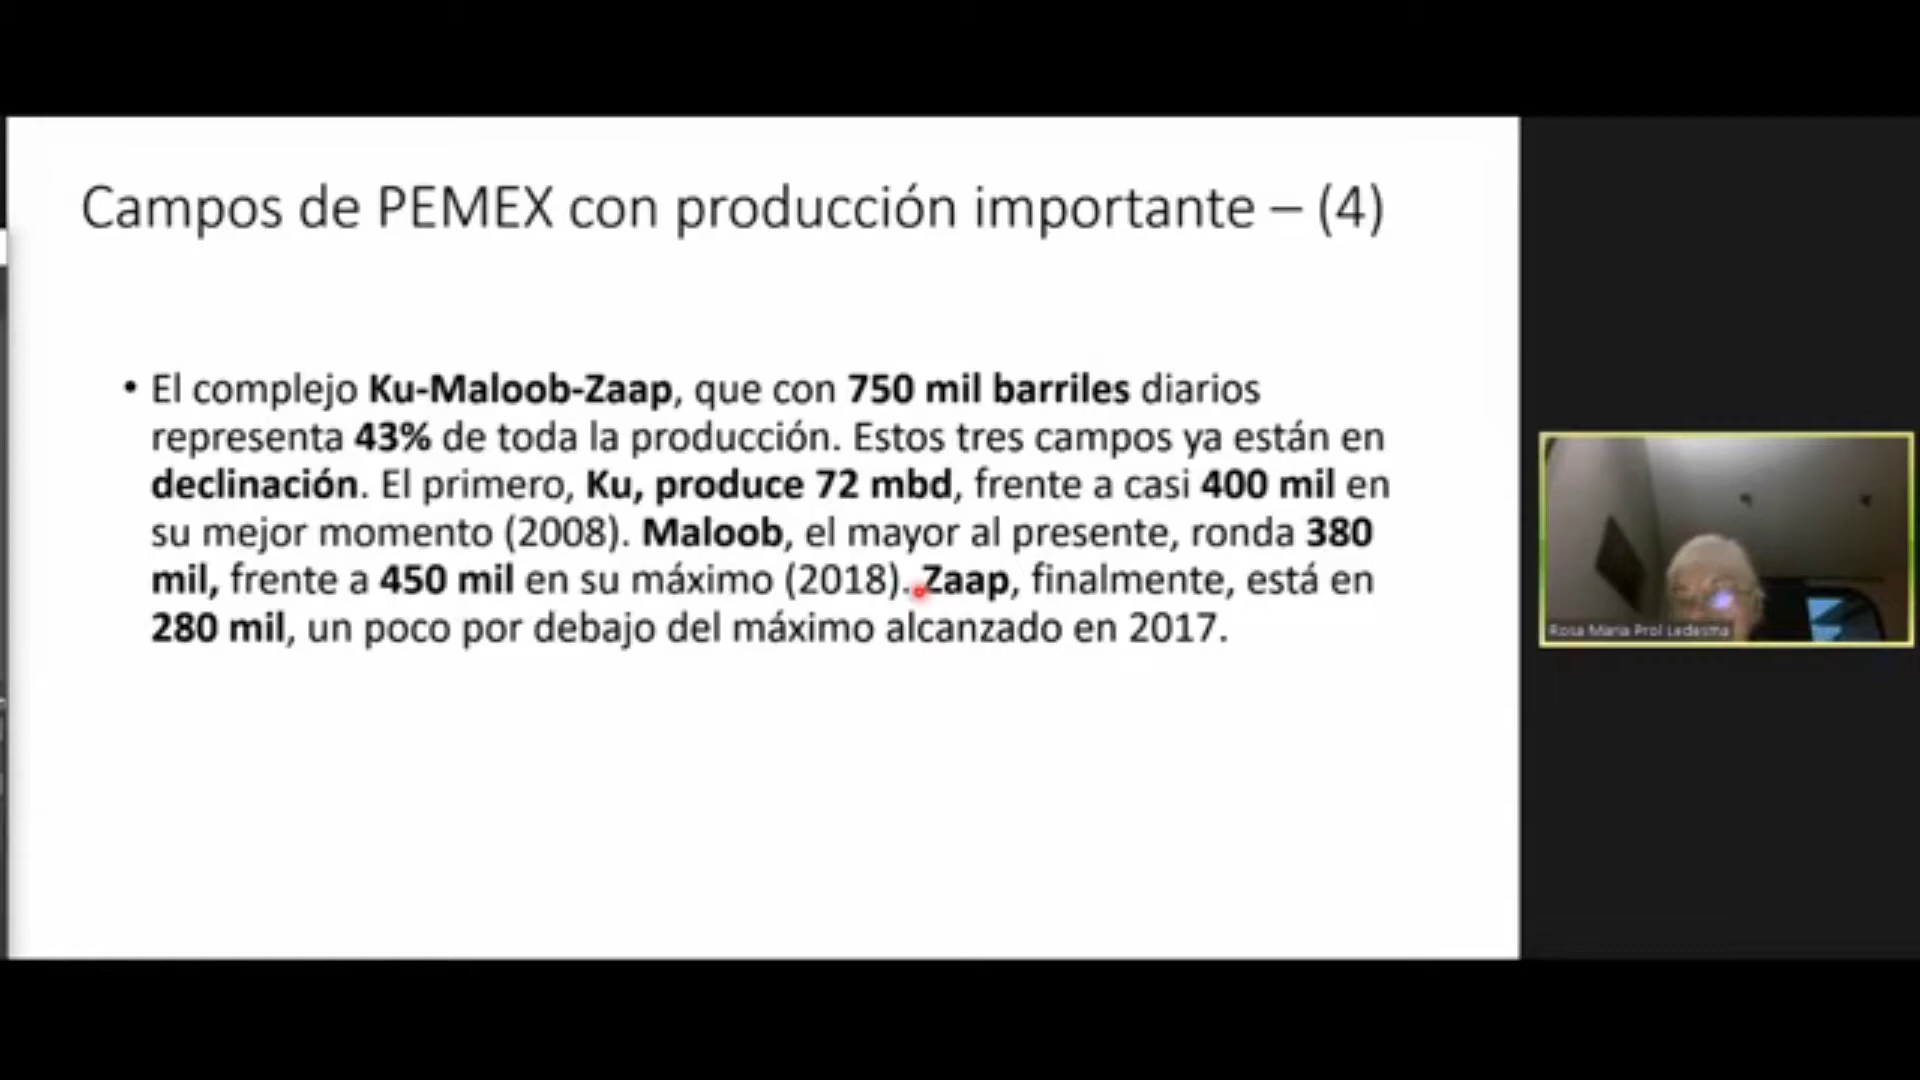 Campos de PEMEX con producción importante – (4)
• El complejo Ku-Maloob-Zaap, que con 750 mil barriles diarios
representa 43% de toda la producción. Estos tres campos ya están en
declinación. El primero, Ku, produce 72 mbd, frente a casi 400 mil en
su mejor momento (2008). Maloob, el mayor al presente, ronda 380
mil, frente a 450 mil en su máximo (2018). Zaap, finalmente, está en
280 mil, un poco por debajo del máximo alcanzado en 2017.
Rosa Maria Prol Ledesma